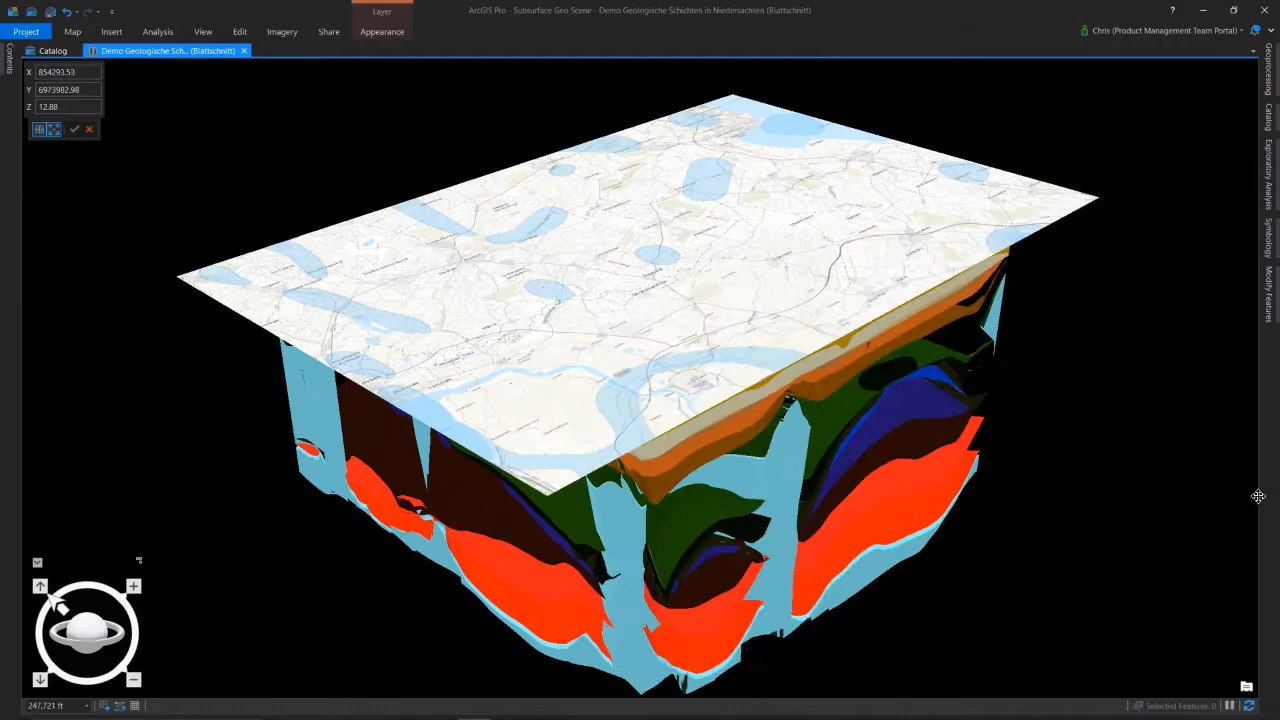 Layer
ArcGIS Pro - Subsurface Geo Scene - Demo Geologische Schichten in Niedersachsen (Blattschnitt)
?
Project
Map
Insert
Analysis
View
Edit
Imagery
Share
Appearance
Chris (Product Management Team Portal)
Catalog
Demo Geologische Sch... (Blattschnitt)
Contents
X 854293.53
Y 6973982.98
Z 12.88
Geoprocessing
Catalog
Exploratory Analysis
Symbology
Modify Features
247,721 ft
Selected Features: 0